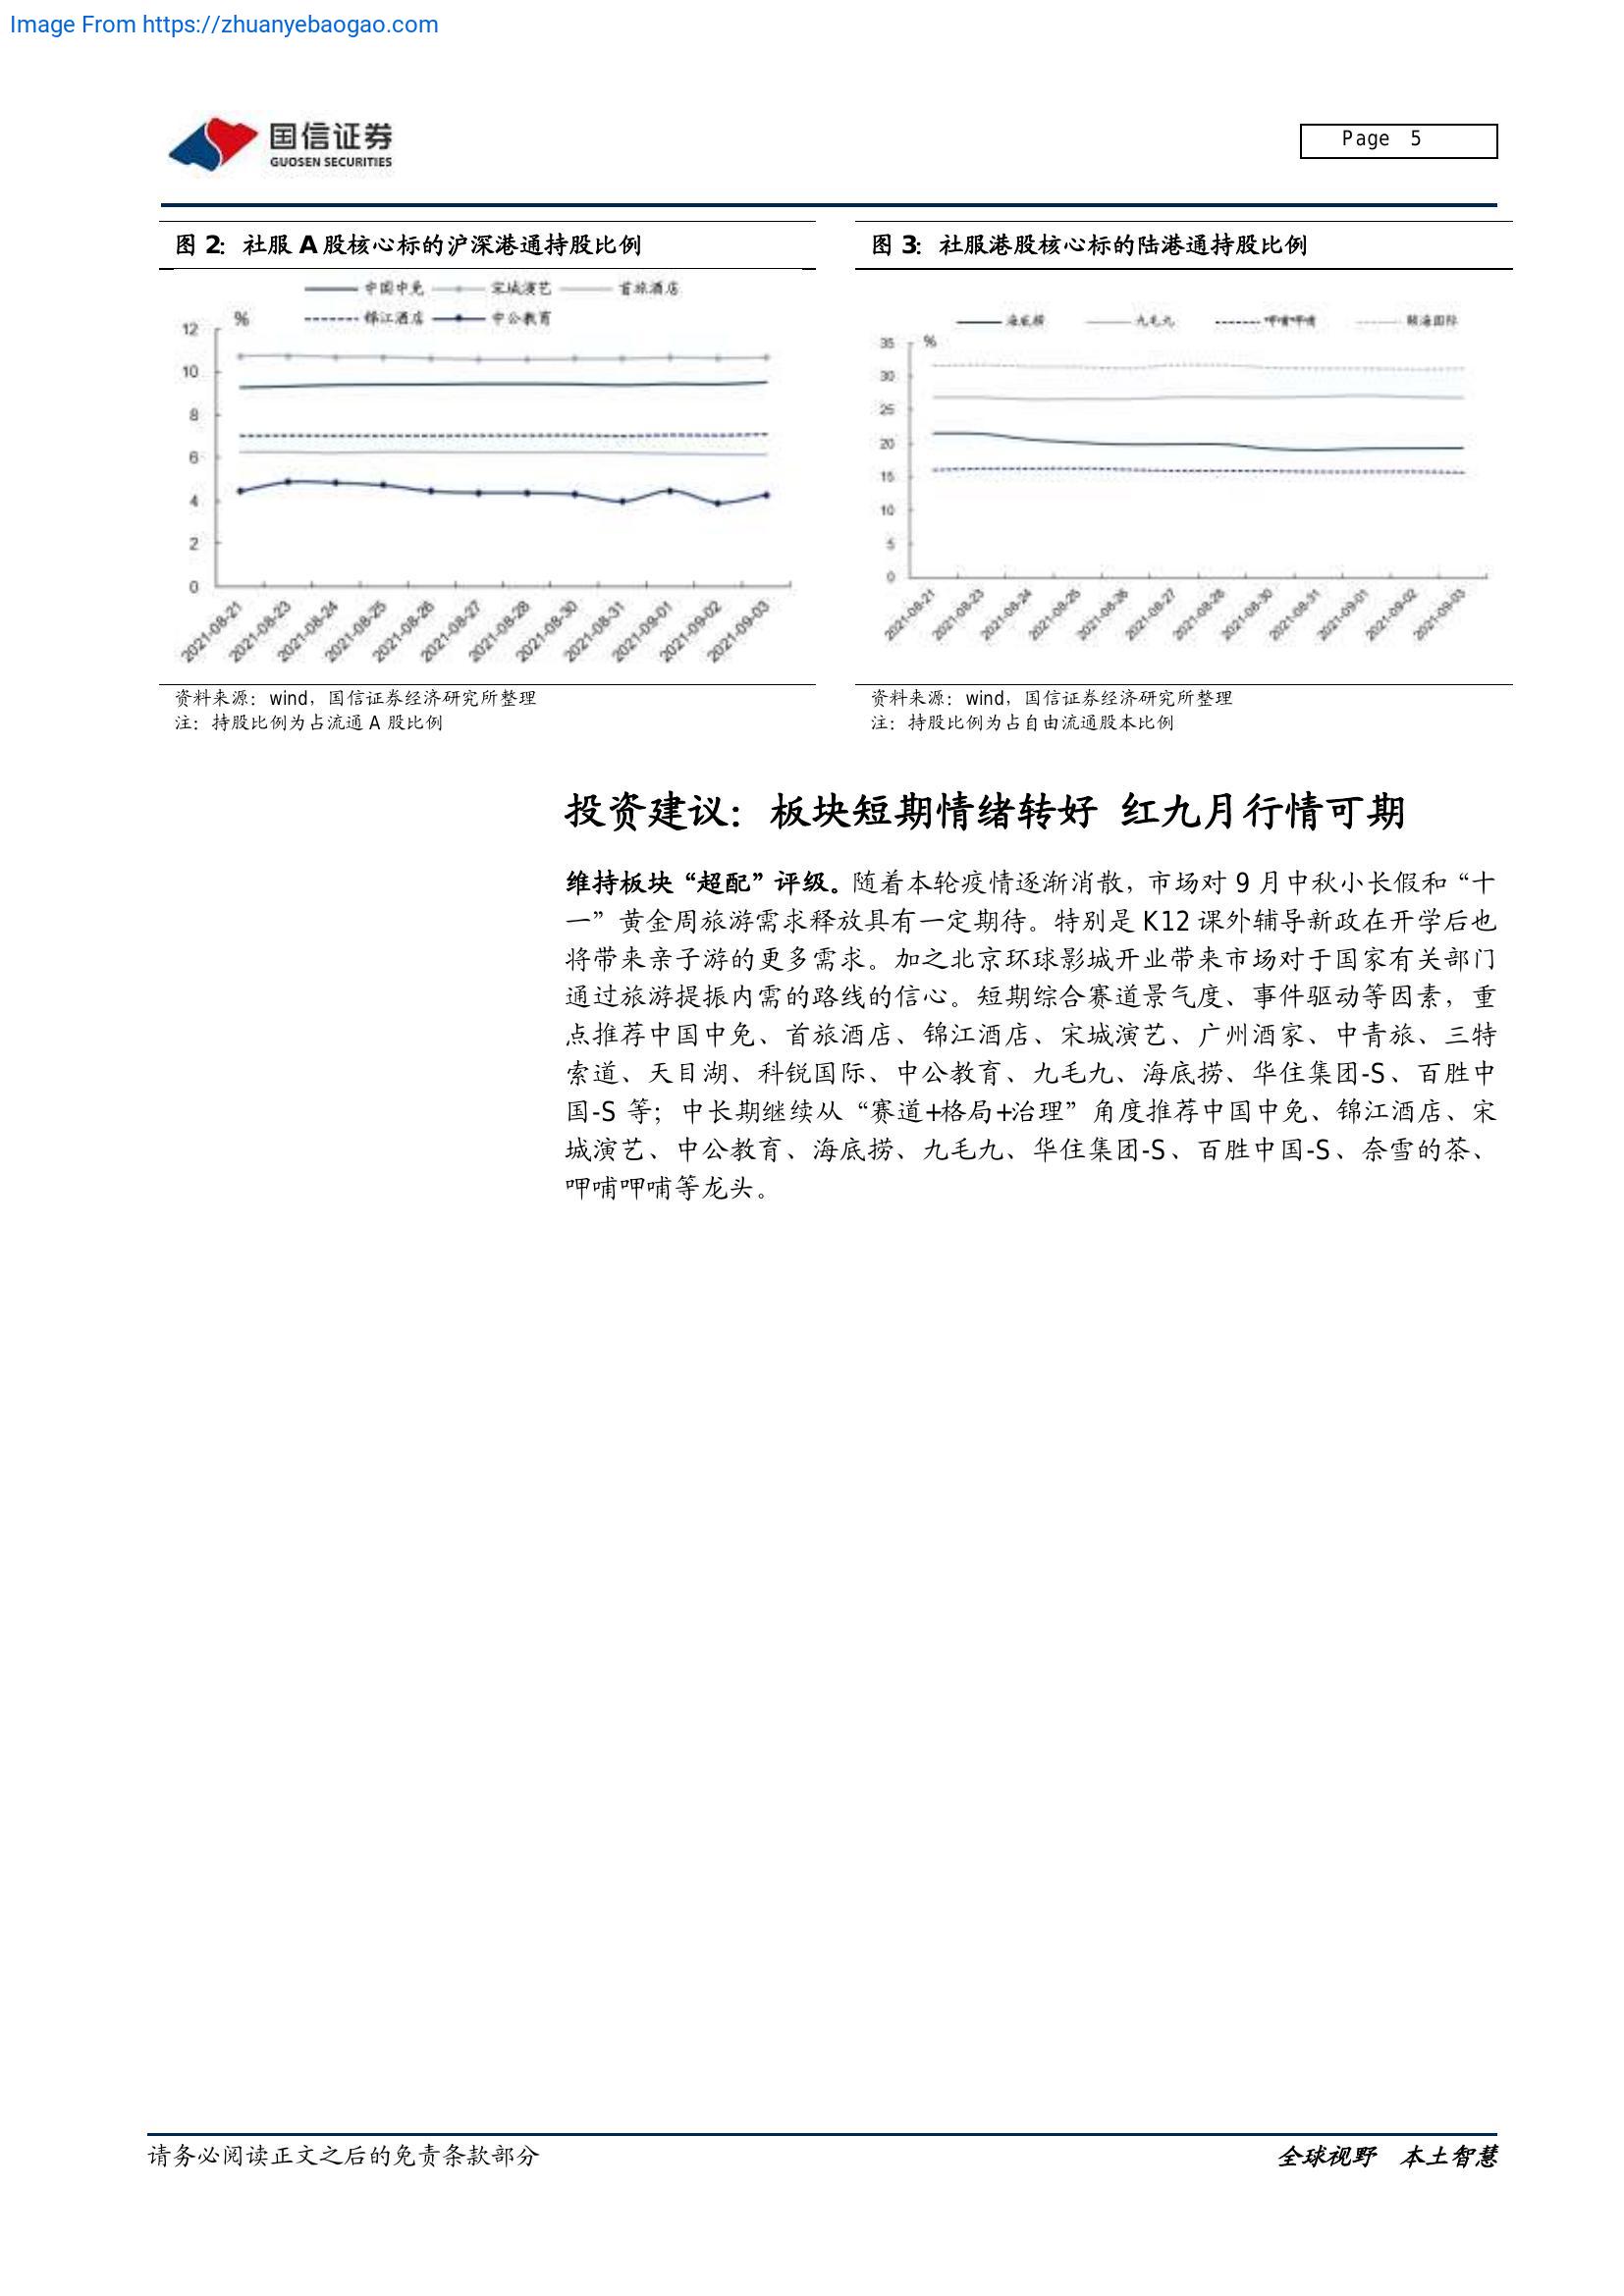 Image From https://zhuanyebaogao.com
国信证券
GUOSEN SECURITIES
Page 5
图 2：社服 A 股核心标的沪深港通持股比例
中国中免 宋城演艺 首旅酒店
锦江酒店 中公教育
%
12
10
8
6
4
2
0
2021-08-21
2021-08-23
2021-08-24
2021-08-25
2021-08-26
2021-08-27
2021-08-28
2021-08-30
2021-08-31
2021-09-01
2021-09-02
2021-09-03
资料来源：wind，国信证券经济研究所整理
注：持股比例为占流通 A 股比例
图 3：社服港股核心标的陆港通持股比例
海底捞 九毛九 呷哺呷哺 颐海国际
%
35
30
25
20
15
10
5
0
2021-08-21
2021-08-23
2021-08-24
2021-08-25
2021-08-26
2021-08-27
2021-08-28
2021-08-30
2021-08-31
2021-09-01
2021-09-02
2021-09-03
资料来源：wind，国信证券经济研究所整理
注：持股比例为占自由流通股本比例
投资建议：板块短期情绪转好 红九月行情可期
维持板块“超配”评级。随着本轮疫情逐渐消散，市场对 9 月中秋小长假和“十
一”黄金周旅游需求释放具有一定期待。特别是 K12 课外辅导新政在开学后也
将带来亲子游的更多需求。加之北京环球影城开业带来市场对于国家有关部门
通过旅游提振内需的路线的信心。短期综合赛道景气度、事件驱动等因素，重
点推荐中国中免、首旅酒店、锦江酒店、宋城演艺、广州酒家、中青旅、三特
索道、天目湖、科锐国际、中公教育、九毛九、海底捞、华住集团-S、百胜中
国-S 等；中长期继续从“赛道+格局+治理”角度推荐中国中免、锦江酒店、宋
城演艺、中公教育、海底捞、九毛九、华住集团-S、百胜中国-S、奈雪的茶、
呷哺呷哺等龙头。
请务必阅读正文之后的免责条款部分
全球视野 本土智慧